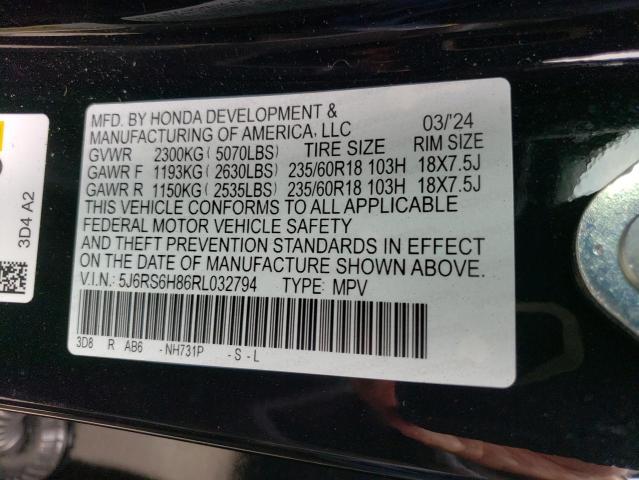 MFD. BY HONDA DEVELOPMENT &
MANUFACTURING OF AMERICA, LLC 03/'24
GVWR 2300KG ( 5070LBS) TIRE SIZE RIM SIZE
GAWR F 1193KG ( 2630LBS) 235/60R18 103H 18X7.5J
GAWR R 1150KG ( 2535LBS) 235/60R18 103H 18X7.5J
THIS VEHICLE CONFORMS TO ALL APPLICABLE
FEDERAL MOTOR VEHICLE SAFETY
AND THEFT PREVENTION STANDARDS IN EFFECT
ON THE DATE OF MANUFACTURE SHOWN ABOVE.
V.I.N.: 5J6RS6H86RL032794 TYPE: MPV
3D8 R AB6 -NH731P -S-L
3D4 A2